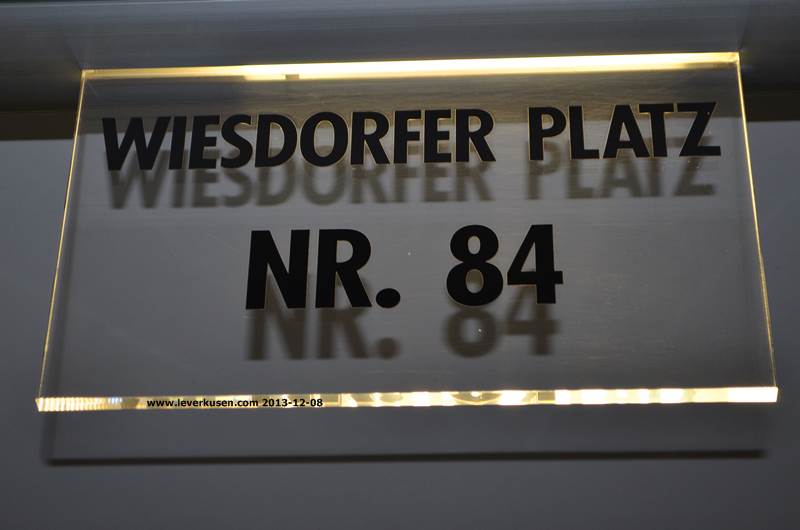 WIESDORFER PLATZ
NR. 84
www.leverkusen.com 2013-12-08